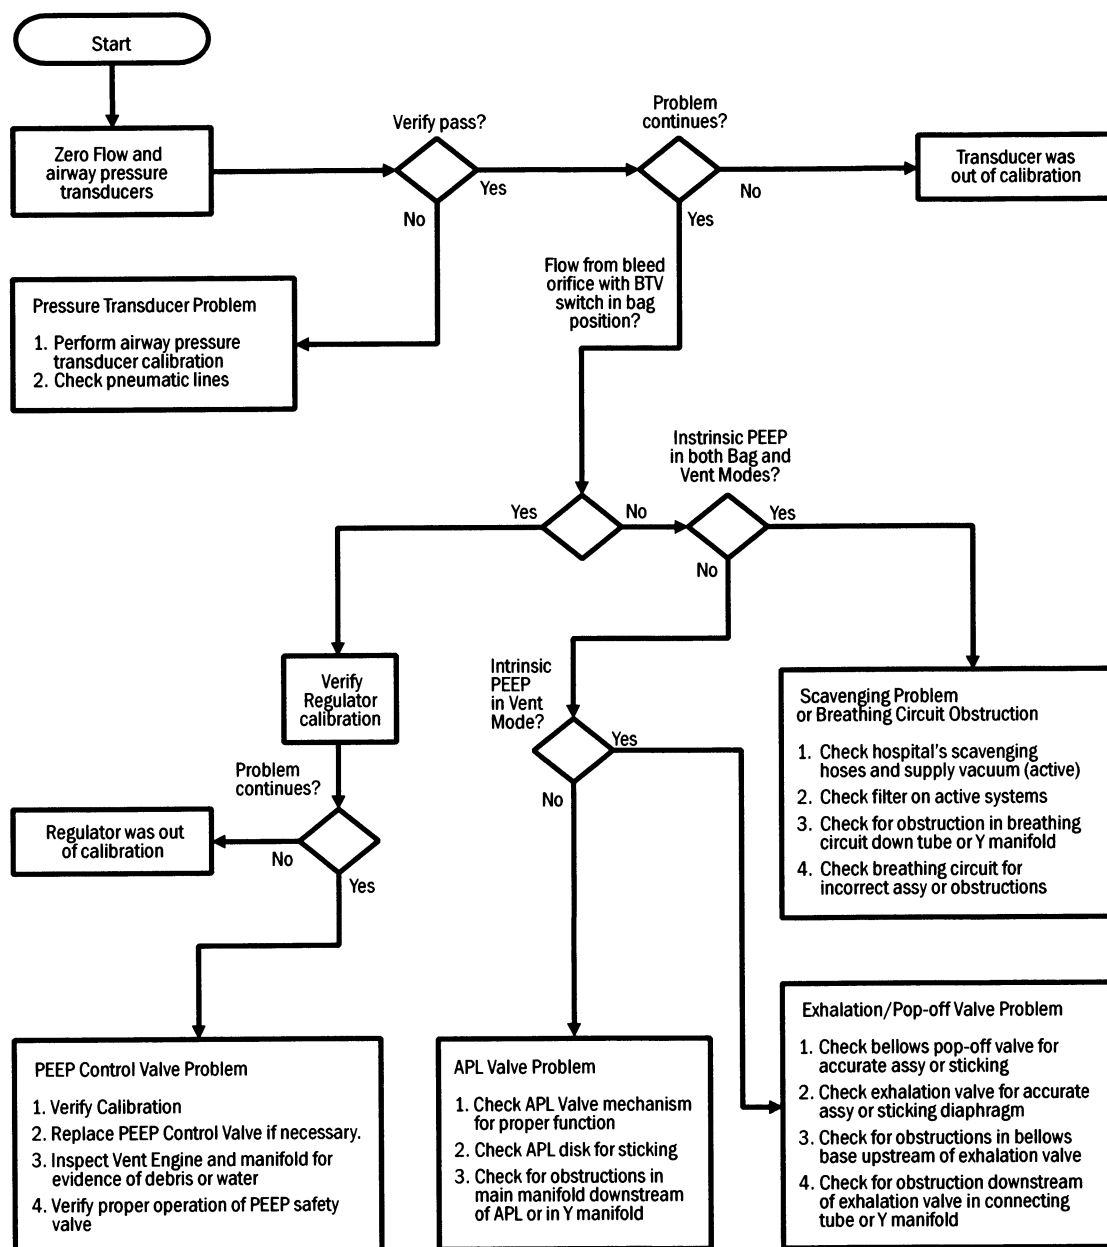 Start
Zero Flow and
airway pressure
transducers
Verify pass?
Yes
No
Problem
continues?
No
Yes
Transducer was
out of calibration
Pressure Transducer Problem
1. Perform airway pressure
transducer calibration
2. Check pneumatic lines
Flow from bleed
orifice with BTV
switch in bag
position?
Yes
No
Instrinsic PEEP
in both Bag and
Vent Modes?
Yes
No
Verify
Regulator
calibration
Problem
continues?
No
Yes
Regulator was out
of calibration
Intrinsic
PEEP
in Vent
Mode?
Yes
No
Scavenging Problem
or Breathing Circuit Obstruction
1. Check hospital's scavenging
hoses and supply vacuum (active)
2. Check filter on active systems
3. Check for obstruction in breathing
circuit down tube or Y manifold
4. Check breathing circuit for
incorrect assy or obstructions
PEEP Control Valve Problem
1. Verify Calibration
2. Replace PEEP Control Valve if necessary.
3. Inspect Vent Engine and manifold for
evidence of debris or water
4. Verify proper operation of PEEP safety
valve
APL Valve Problem
1. Check APL Valve mechanism
for proper function
2. Check APL disk for sticking
3. Check for obstructions in
main manifold downstream
of APL or in Y manifold
Exhalation/Pop-off Valve Problem
1. Check bellows pop-off valve for
accurate assy or sticking
2. Check exhalation valve for accurate
assy or sticking diaphragm
3. Check for obstructions in bellows
base upstream of exhalation valve
4. Check for obstruction downstream
of exhalation valve in connecting
tube or Y manifold